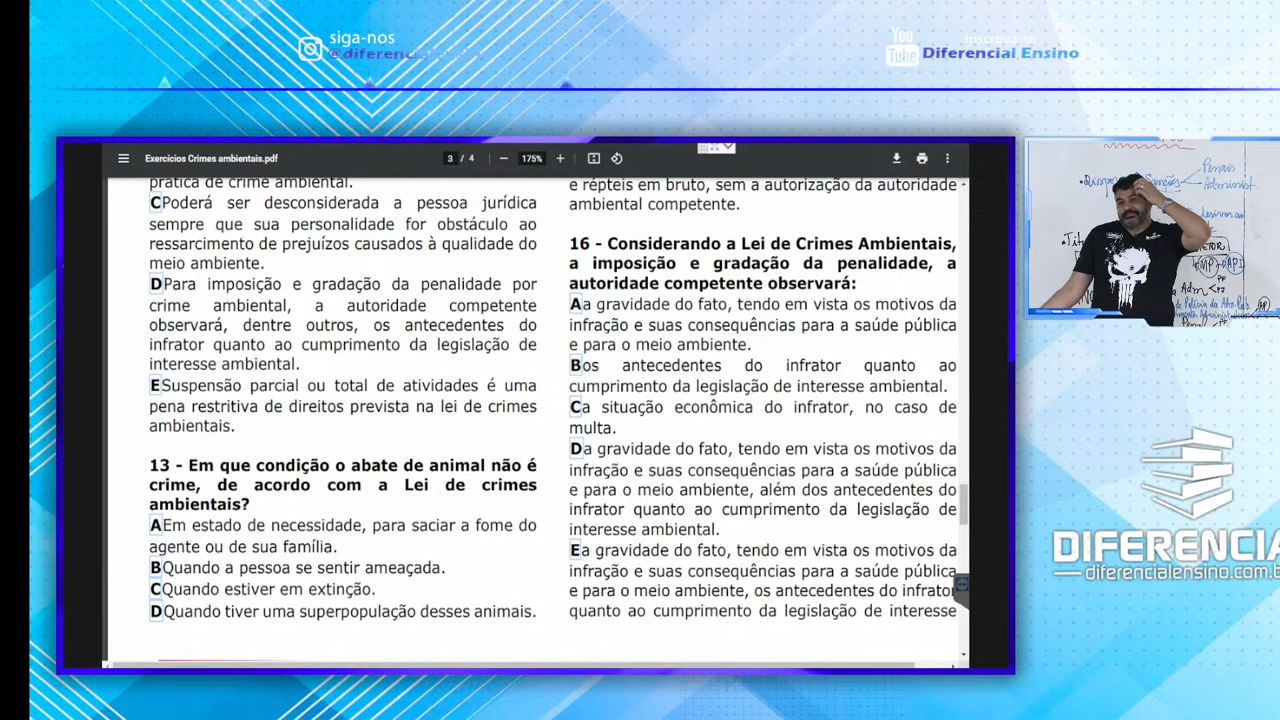 siga-nos
@diferencialensino
You
Tube
inscreva-se
Diferencial Ensino
Exercícios Crimes ambientais.pdf
3 / 4
175%
prática de crime ambiental.
CPoderá ser desconsiderada a pessoa jurídica
sempre que sua personalidade for obstáculo ao
ressarcimento de prejuízos causados à qualidade do
meio ambiente.
DPara imposição e gradação da penalidade por
crime ambiental, a autoridade competente
observará, dentre outros, os antecedentes do
infrator quanto ao cumprimento da legislação de
interesse ambiental.
ESuspensão parcial ou total de atividades é uma
pena restritiva de direitos prevista na lei de crimes
ambientais.
13 - Em que condição o abate de animal não é
crime, de acordo com a Lei de crimes
ambientais?
AEm estado de necessidade, para saciar a fome do
agente ou de sua família.
BQuando a pessoa se sentir ameaçada.
CQuando estiver em extinção.
DQuando tiver uma superpopulação desses animais.
e répteis em bruto, sem a autorização da autoridade
ambiental competente.
16 - Considerando a Lei de Crimes Ambientais,
a imposição e gradação da penalidade, a
autoridade competente observará:
Aa gravidade do fato, tendo em vista os motivos da
infração e suas consequências para a saúde pública
e para o meio ambiente.
Bos antecedentes do infrator quanto ao
cumprimento da legislação de interesse ambiental.
Ca situação econômica do infrator, no caso de
multa.
Da gravidade do fato, tendo em vista os motivos da
infração e suas consequências para a saúde pública
e para o meio ambiente, além dos antecedentes do
infrator quanto ao cumprimento da legislação de
interesse ambiental.
Ea gravidade do fato, tendo em vista os motivos da
infração e suas consequências para a saúde pública
e para o meio ambiente, os antecedentes do infrator
quanto ao cumprimento da legislação de interesse
Penais
Administ
DIFERENCIA
diferencialensino.com.b